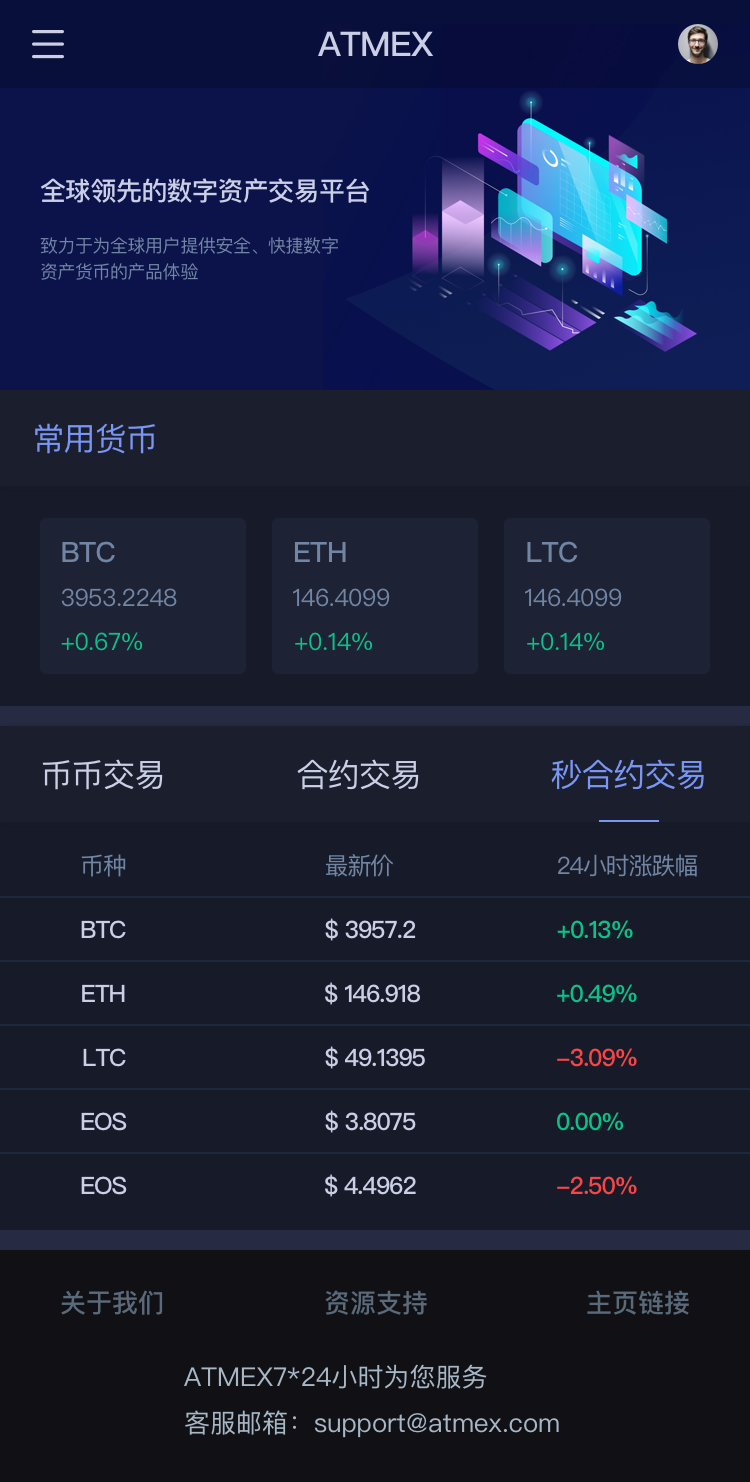 ATMEX
全球领先的数字资产交易平台
致力于为全球用户提供安全、快捷数字
资产货币的产品体验
常用货币
BTC ETH LTC
3953.2248 146.4099 146.4099
+0.67% +0.14% +0.14%
币币交易 合约交易 秒合约交易
币种 最新价 24小时涨跌幅
BTC $ 3957.2 +0.13%
ETH $ 146.918 +0.49%
LTC $ 49.1395 −3.09%
EOS $ 3.8075 0.00%
EOS $ 4.4962 −2.50%
关于我们 资源支持 主页链接
ATMEX7*24小时为您服务
客服邮箱：support@atmex.com